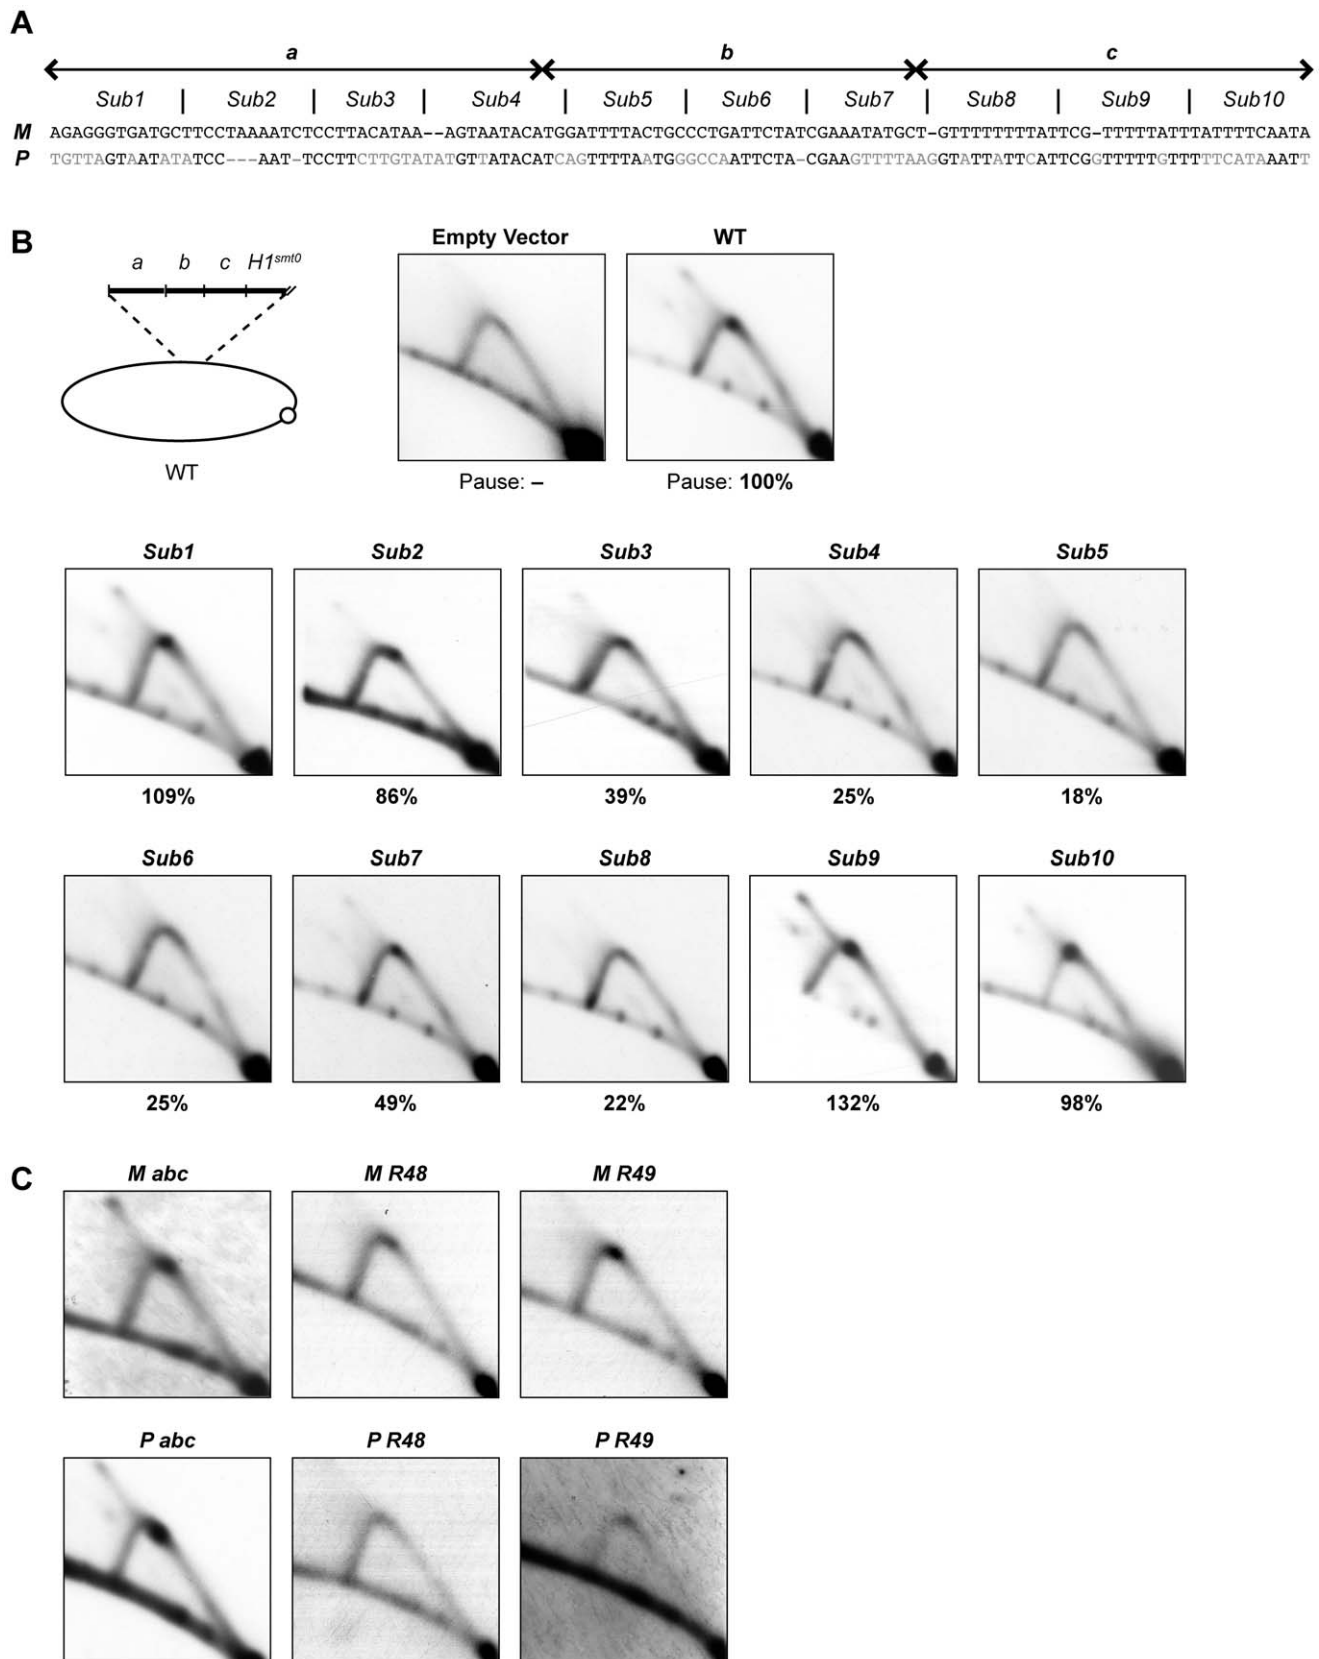 A
a b c
Sub1 | Sub2 | Sub3 | Sub4 | Sub5 | Sub6 | Sub7 | Sub8 | Sub9 | Sub10
M AGAGGGTGATGCTTCCTAAAATCTCCTTACATAA--AGTAATACATGGATTTTACTGCCCTGATTCTATCGAAATATGCT-GTTTTTTTTATTCG-TTTTTATTTATTTTCAATA
P TGTTAGTAATATATCC---AAT-TCCTTCTTGTATATGTTATACATCAGTTTTAATGGGCCAATTCTA-CGAAGTTTTAAGGTATTATTCATTCGGTTTTTGTTTTTCATAAATT
B
a b c H1smt0
WT
Empty Vector WT
Pause: – Pause: 100%
Sub1 Sub2 Sub3 Sub4 Sub5
109% 86% 39% 25% 18%
Sub6 Sub7 Sub8 Sub9 Sub10
25% 49% 22% 132% 98%
C
M abc M R48 M R49
P abc P R48 P R49